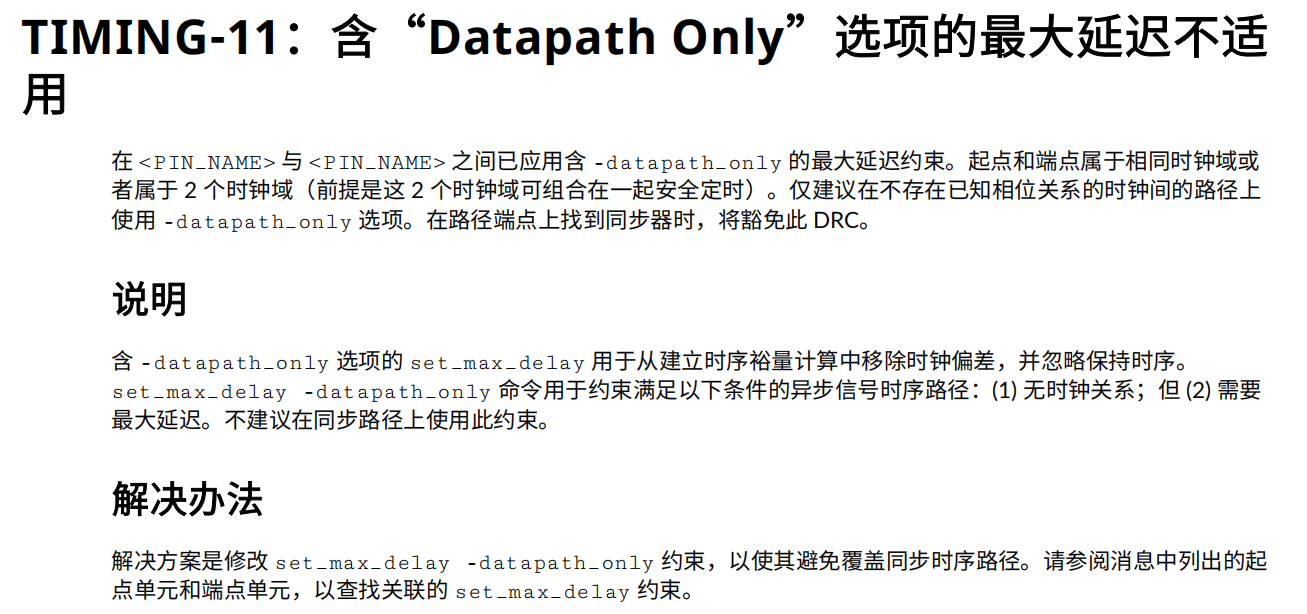 TIMING-11：含“Datapath Only”选项的最大延迟不适
用
在 <PIN_NAME> 与 <PIN_NAME> 之间已应用含 -datapath_only 的最大延迟约束。起点和端点属于相同时钟域或
者属于 2 个时钟域（前提是这 2 个时钟域可组合在一起安全定时）。仅建议在不存在已知相位关系的时钟间的路径上
使用 -datapath_only 选项。在路径端点上找到同步器时，将豁免此 DRC。
说明
含 -datapath_only 选项的 set_max_delay 用于从建立时序裕量计算中移除时钟偏差，并忽略保持时序。
set_max_delay -datapath_only 命令用于约束满足以下条件的异步信号时序路径：(1) 无时钟关系；但 (2) 需要
最大延迟。不建议在同步路径上使用此约束。
解决办法
解决方案是修改 set_max_delay -datapath_only 约束，以使其避免覆盖同步时序路径。请参阅消息中列出的起
点单元和端点单元，以查找关联的 set_max_delay 约束。